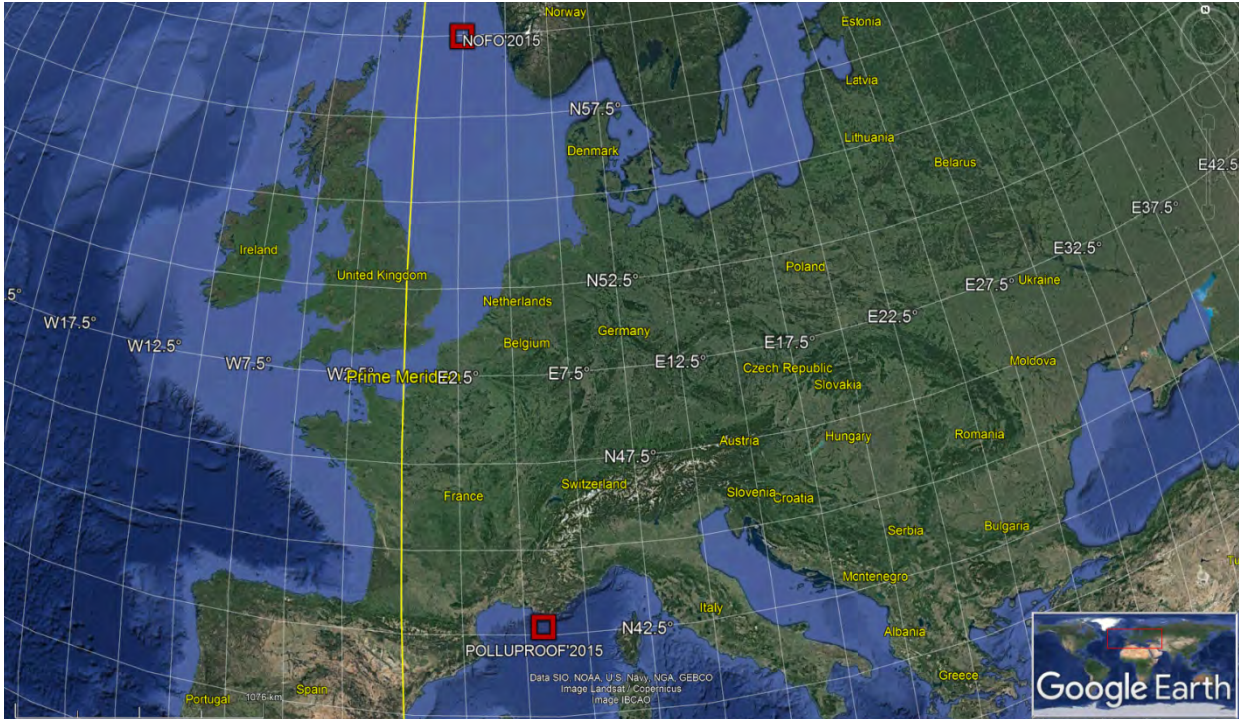 Norway
Estonia
NOFO'2015
Latvia
N57.5°
Lithuania
Denmark
Belarus
E42.5
E37.5°
Ireland
E32.5°
United Kingdom
Poland
N52.5°
Ukraine
E27.5°
.5°
Netherlands
W17.5°
E22.5°
Germany
W12.5°
Belgium
E17.5°
W7.5°
E12.5°
Moldova
Czech Republic
E7.5°
Prime Meridian
E2.5°
Slovakia
Austria
Hungary
Romania
N47.5°
Switzerland
France
Slovenia
Croatia
Serbia
Bulgaria
Montenegro
Italy
N42.5°
Albania
POLLUPROOF'2015
Greece
Data SIO, NOAA, U.S. Navy, NGA, GEBCO
Image Landsat / Copernicus
Image IBCAO
Spain
Portugal
1076 km
Google Earth
N